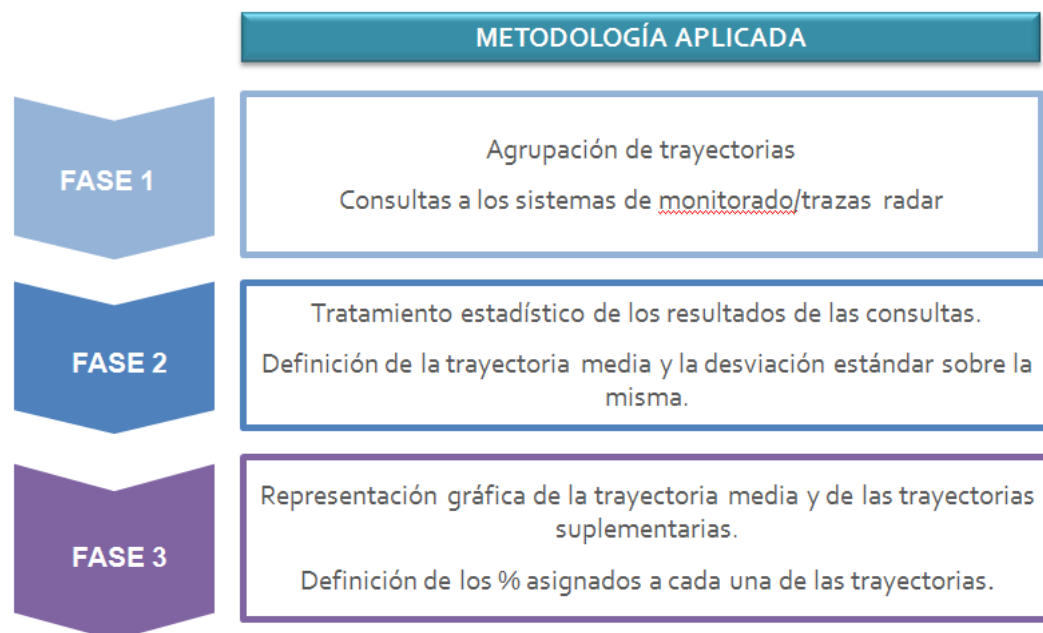 METODOLOGÍA APLICADA
FASE 1
Agrupación de trayectorias
Consultas a los sistemas de monitorado/trazas radar
FASE 2
Tratamiento estadístico de los resultados de las consultas.
Definición de la trayectoria media y la desviación estándar sobre la
misma.
FASE 3
Representación gráfica de la trayectoria media y de las trayectorias
suplementarias.
Definición de los % asignados a cada una de las trayectorias.